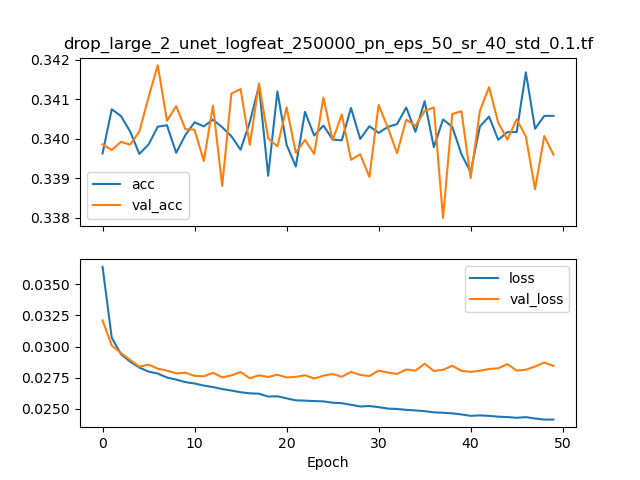 drop_large_2_unet_logfeat_250000_pn_eps_50_sr_40_std_0.1.tf
0.342
0.341
0.340
0.339
0.338
acc
val_acc
0.0350
0.0325
0.0300
0.0275
0.0250
loss
val_loss
0 10 20 30 40 50
Epoch